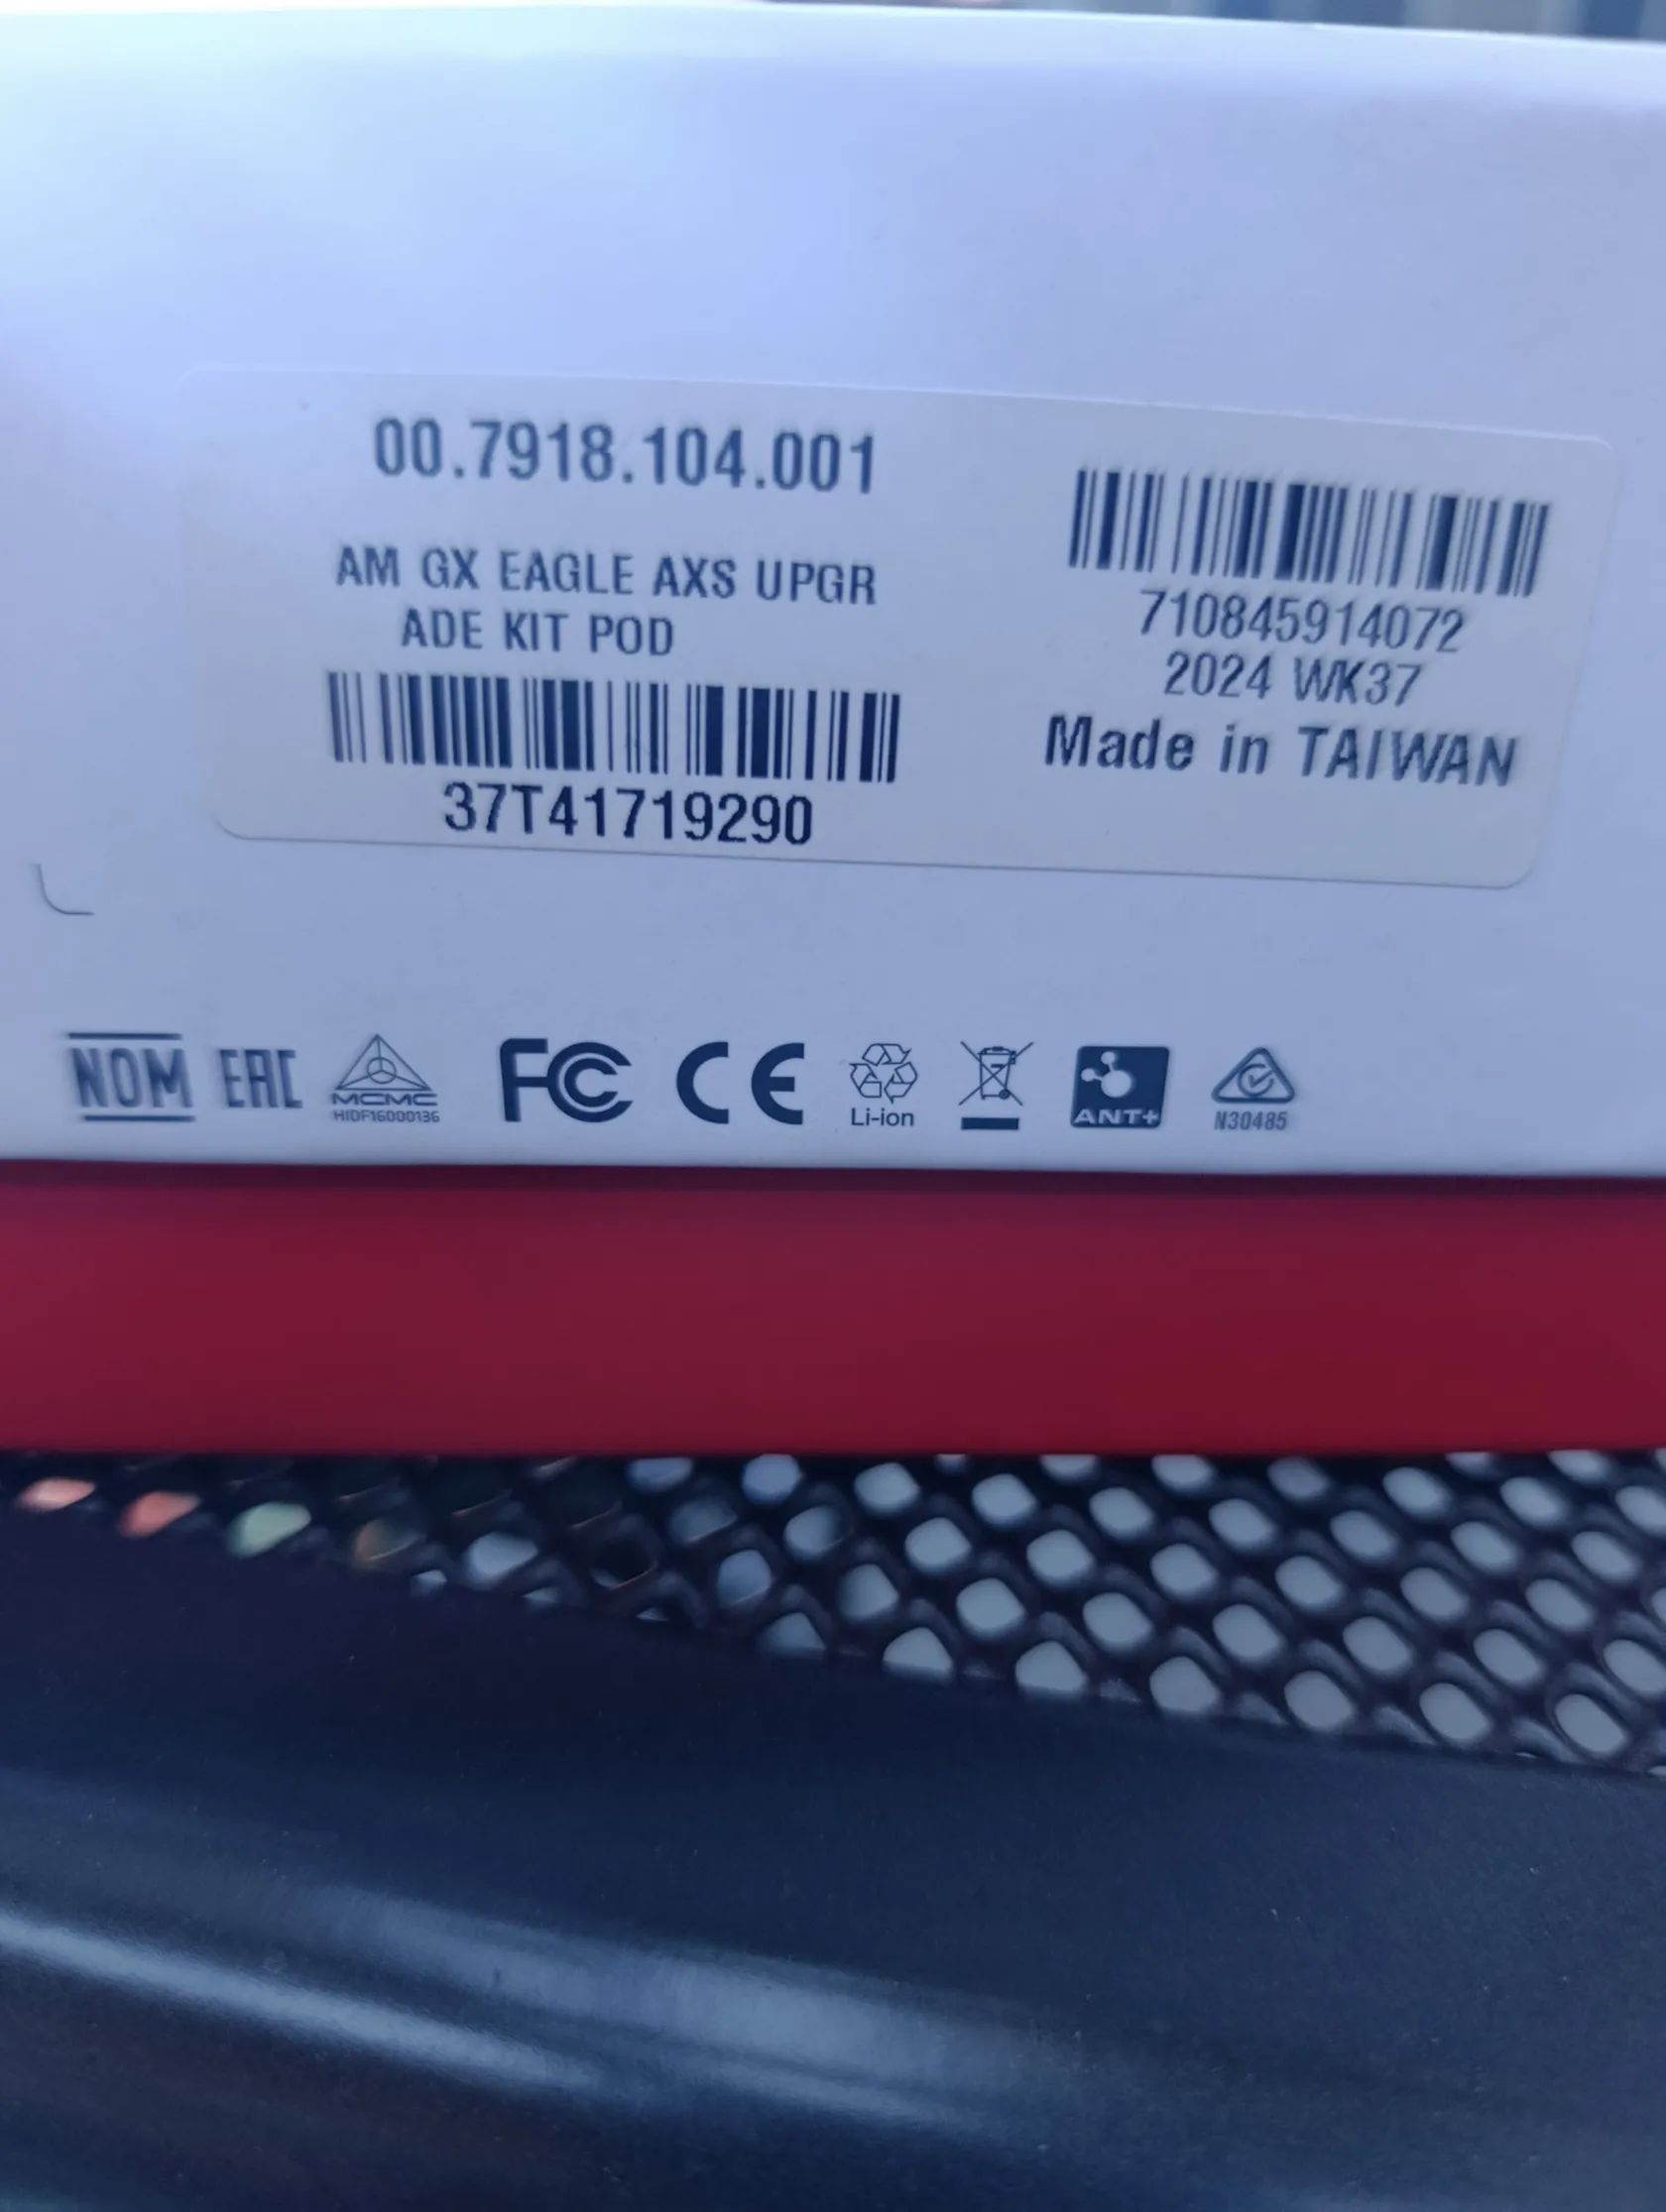 00.7918.104.001
AM GX EAGLE AXS UPGR
ADE KIT POD
37T41719290
710845914072
2024 WK37
Made in TAIWAN
NOM EAC MCMC FC CE Li-ion ANT+ N30485
HIDF16000136